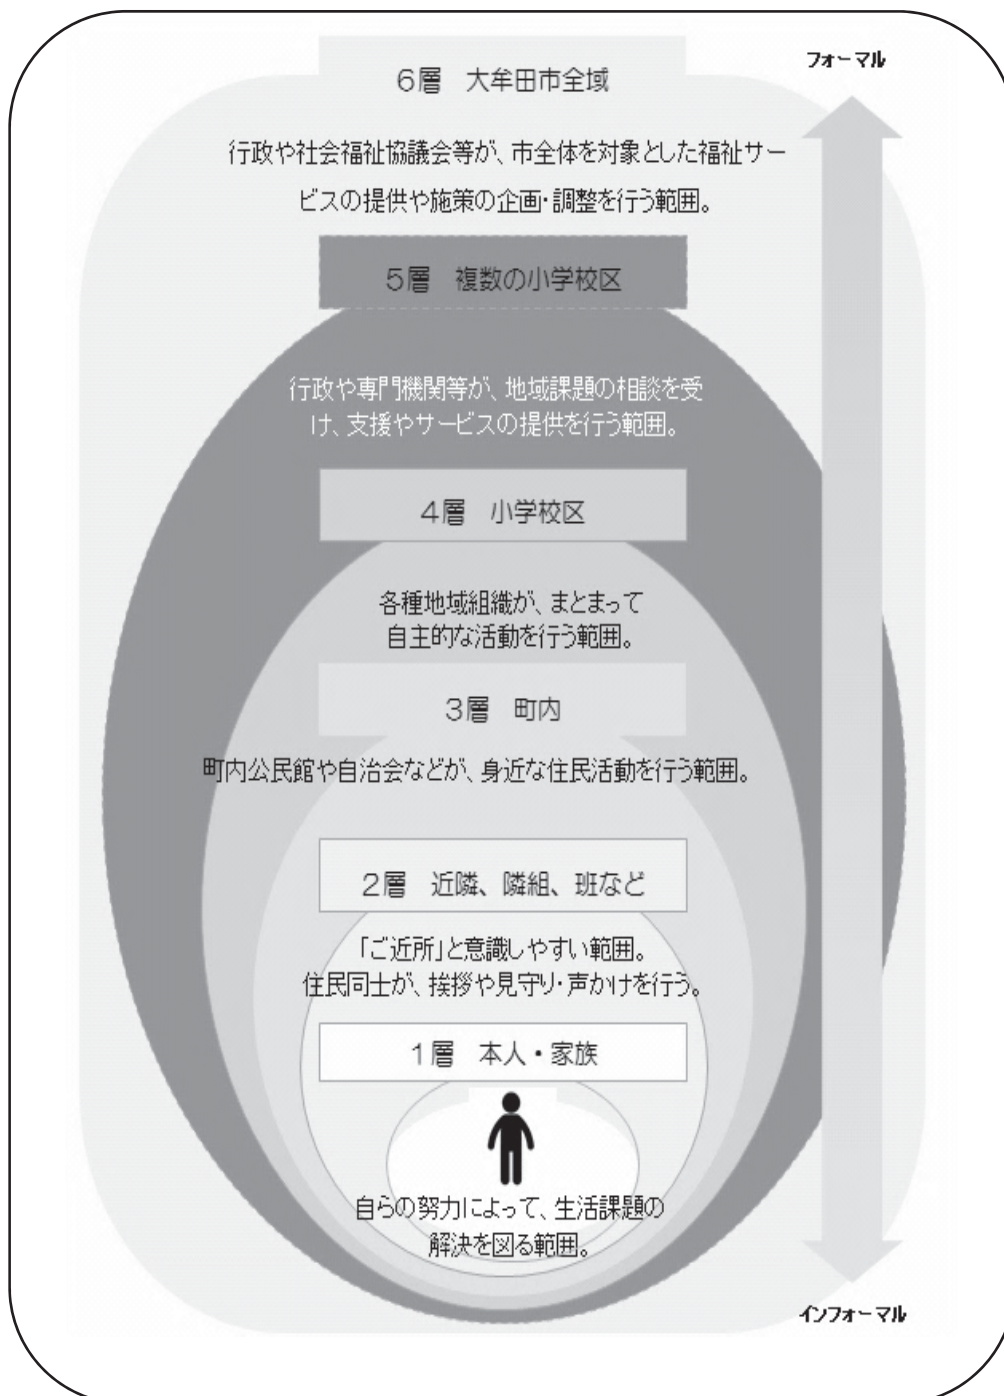 フォーマル
6層　大牟田市全域
行政や社会福祉協議会等が、市全体を対象とした福祉サー
ビスの提供や施策の企画・調整を行う範囲。
5層　複数の小学校区
行政や専門機関等が、地域課題の相談を受
け、支援やサービスの提供を行う範囲。
4層　小学校区
各種地域組織が、まとまって
自主的な活動を行う範囲。
3層　町内
町内公民館や自治会などが、身近な住民活動を行う範囲。
2層　近隣、隣組、班など
「ご近所」と意識しやすい範囲。
住民同士が、挨拶や見守り・声かけを行う。
1層　本人・家族
自らの努力によって、生活課題の
解決を図る範囲。
インフォーマル